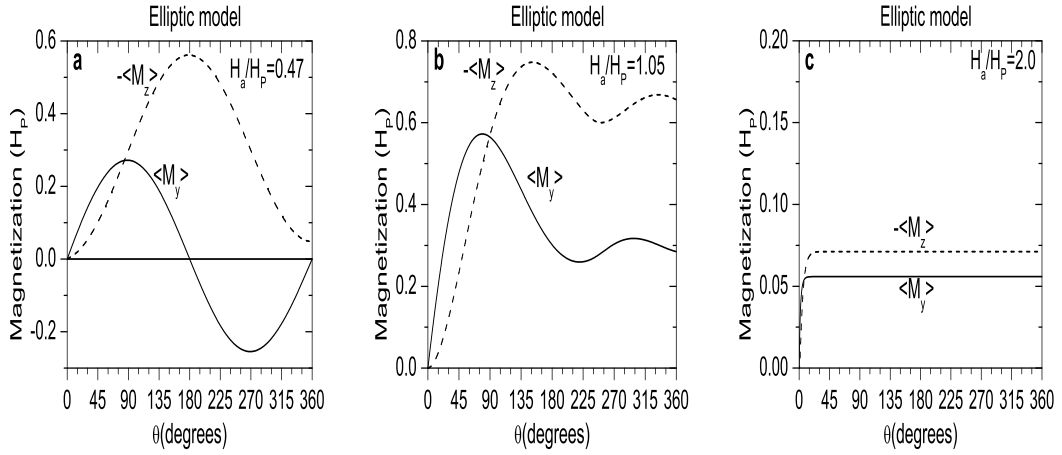 Elliptic model
a
H_a/H_P=0.47
-<M_z>
<M_y>
Magnetization (H_P)
0.6
0.4
0.2
0.0
-0.2
0 45 90 135 180 225 270 315 360
θ(degrees)
Elliptic model
b
H_a/H_P=1.05
-<M_z>
<M_y>
Magnetization (H_P)
0.8
0.6
0.4
0.2
0.0
0 45 90 135 180 225 270 315 360
θ(degrees)
Elliptic model
c
H_a/H_P=2.0
-<M_z>
<M_y>
Magnetization (H_P)
0.20
0.15
0.10
0.05
0.00
0 45 90 135 180 225 270 315 360
θ(degrees)